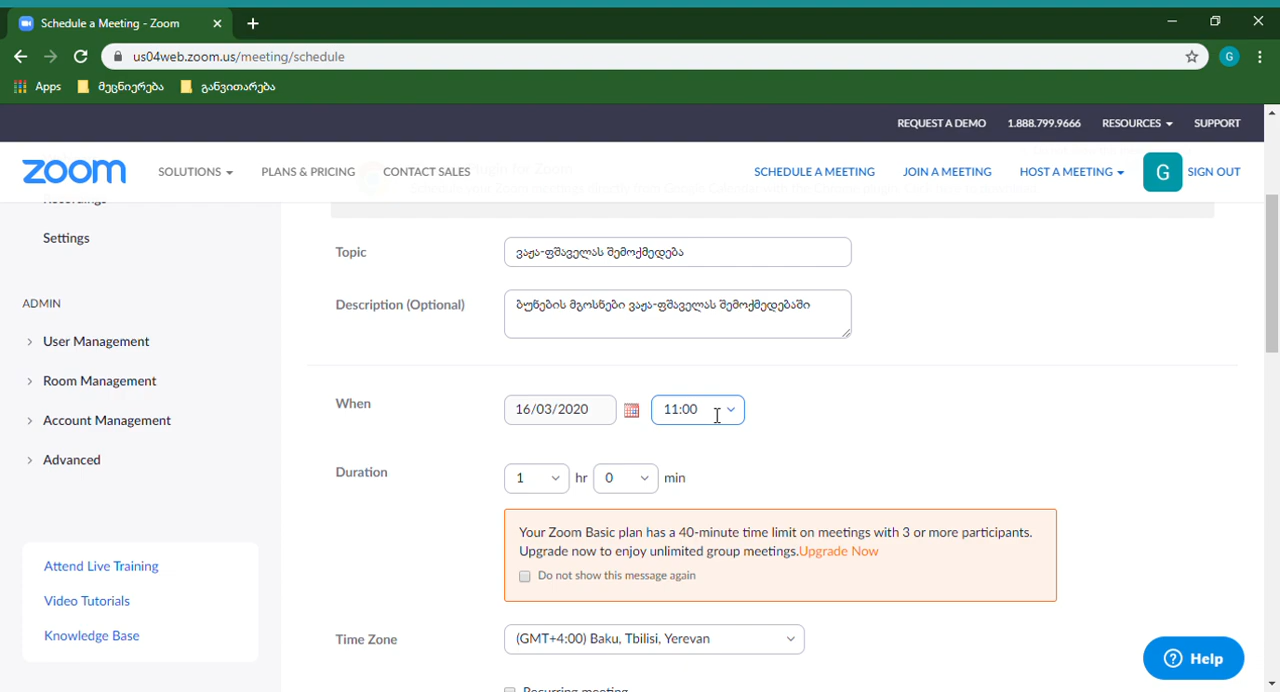 Schedule a Meeting - Zoom
us04web.zoom.us/meeting/schedule
G
Apps
მეცნიერება
განვითარება
REQUEST A DEMO
1.888.799.9666
RESOURCES
SUPPORT
zoom
SOLUTIONS
PLANS & PRICING
CONTACT SALES
SCHEDULE A MEETING
JOIN A MEETING
HOST A MEETING
G
SIGN OUT
Recordings
Settings
ADMIN
User Management
Room Management
Account Management
Advanced
Attend Live Training
Video Tutorials
Knowledge Base
Topic
ვაჟა-ფშაველას შემოქმედება
Description (Optional)
ბუნების მგოსნები ვაჟა-ფშაველას შემოქმედებაში
When
16/03/2020
11:00
Duration
1 hr 0 min
Your Zoom Basic plan has a 40-minute time limit on meetings with 3 or more participants.
Upgrade now to enjoy unlimited group meetings.Upgrade Now
Do not show this message again
Time Zone
(GMT+4:00) Baku, Tbilisi, Yerevan
Recurring meeting
Help